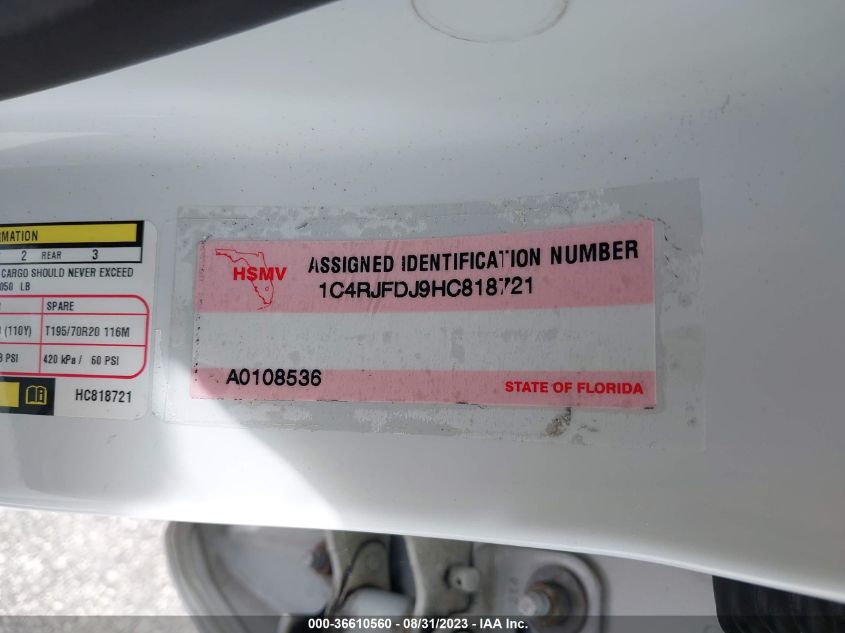 RMATION
2 REAR 3
CARGO SHOULD NEVER EXCEED
050 LB
SPARE
(110Y) T195/70R20 116M
PSI 420 kPa / 60 PSI
HC818721
HSMV
ASSIGNED IDENTIFICATION NUMBER
1C4RJFDJ9HC818721
A0108536
STATE OF FLORIDA
000-36610560 - 08/31/2023 - IAA Inc.